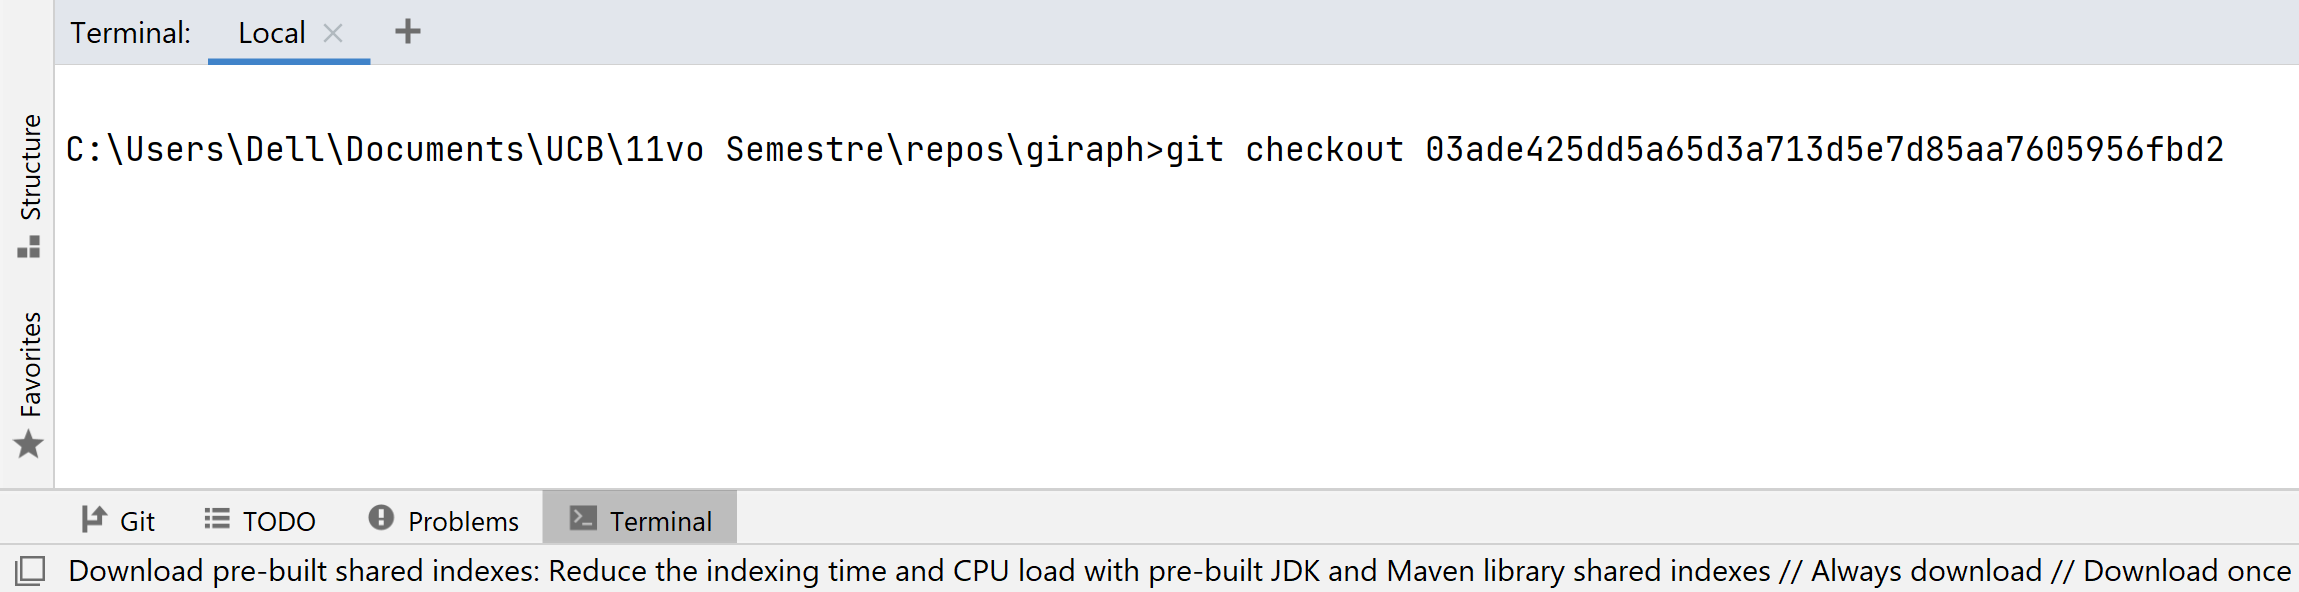 Terminal: Local
Structure
C:\Users\Dell\Documents\UCB\11vo Semestre\repos\giraph>git checkout 03ade425dd5a65d3a713d5e7d85aa7605956fbd2
Favorites
Git TODO Problems Terminal
Download pre-built shared indexes: Reduce the indexing time and CPU load with pre-built JDK and Maven library shared indexes // Always download // Download once